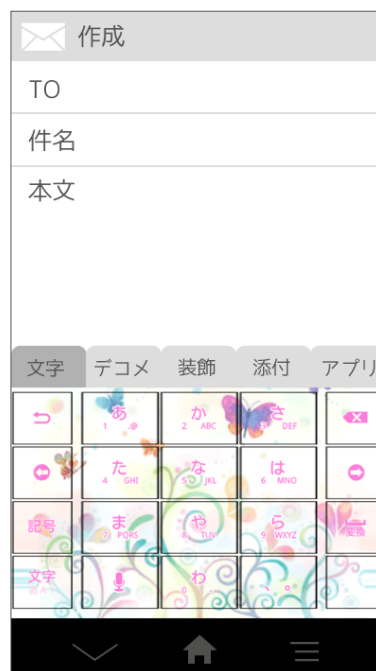 作成
TO
件名
本文
文字 デコメ 装飾 添付 アプリ
あ か さ
1 .@ 2 ABC 3 DEF
た な は
4 GHI 5 JKL 6 MNO
記号 ま や ら 変換
7 PQRS 8 TUV 9 WXYZ
文字 わ 、。
0